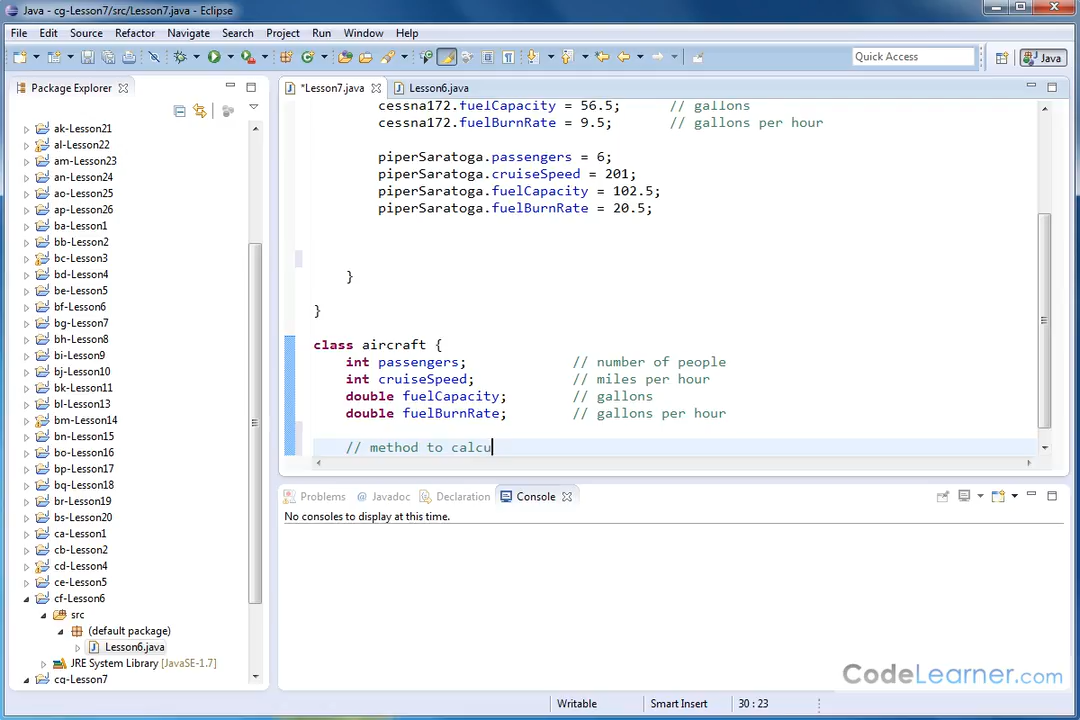 Java - cg-Lesson7/src/Lesson7.java - Eclipse
File Edit Source Refactor Navigate Search Project Run Window Help
Quick Access
Java
Package Explorer
*Lesson7.java
Lesson6.java
ak-Lesson21
al-Lesson22
am-Lesson23
an-Lesson24
ao-Lesson25
ap-Lesson26
ba-Lesson1
bb-Lesson2
bc-Lesson3
bd-Lesson4
be-Lesson5
bf-Lesson6
bg-Lesson7
bh-Lesson8
bi-Lesson9
bj-Lesson10
bk-Lesson11
bl-Lesson13
bm-Lesson14
bn-Lesson15
bo-Lesson16
bp-Lesson17
bq-Lesson18
br-Lesson19
bs-Lesson20
ca-Lesson1
cb-Lesson2
cd-Lesson4
ce-Lesson5
cf-Lesson6
src
(default package)
Lesson6.java
JRE System Library [JavaSE-1.7]
cg-Lesson7
cessna172.fuelCapacity = 56.5; // gallons
cessna172.fuelBurnRate = 9.5; // gallons per hour
piperSaratoga.passengers = 6;
piperSaratoga.cruiseSpeed = 201;
piperSaratoga.fuelCapacity = 102.5;
piperSaratoga.fuelBurnRate = 20.5;
}
}
class aircraft {
int passengers; // number of people
int cruiseSpeed; // miles per hour
double fuelCapacity; // gallons
double fuelBurnRate; // gallons per hour
// method to calcu
Problems @ Javadoc Declaration Console
No consoles to display at this time.
CodeLearner.com
Writable Smart Insert 30 : 23